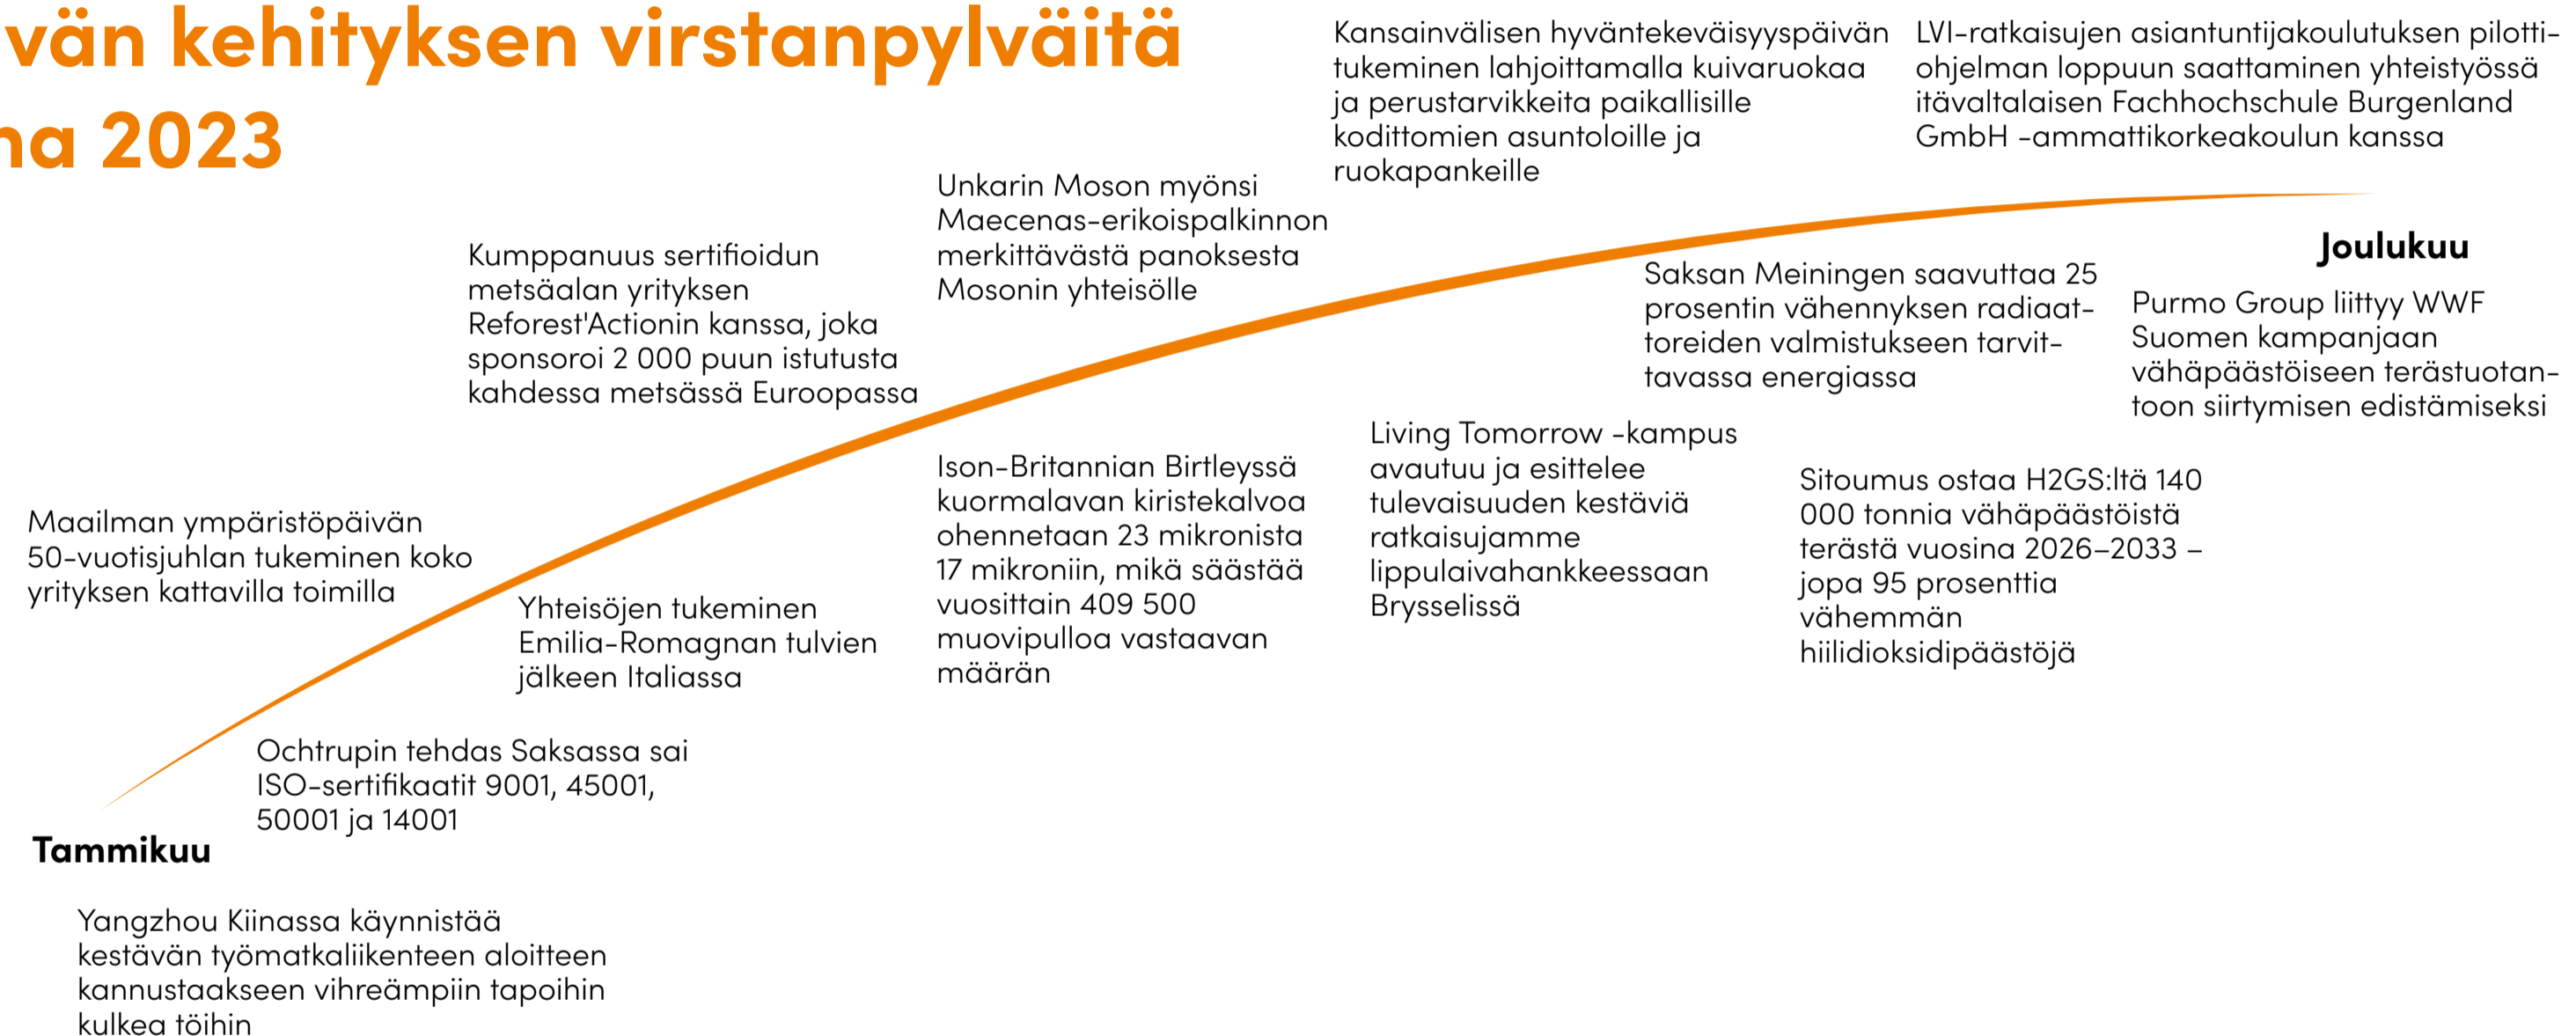 vän kehityksen virstanpylväitä
na 2023
Kansainvälisen hyväntekeväisyyspäivän
tukeminen lahjoittamalla kuivaruokaa
ja perustarvikkeita paikallisille
kodittomien asuntoloille ja
ruokapankeille
LVI-ratkaisujen asiantuntijakoulutuksen pilotti-
ohjelman loppuun saattaminen yhteistyössä
itävaltalaisen Fachhochschule Burgenland
GmbH -ammattikorkeakoulun kanssa
Unkarin Moson myönsi
Maecenas-erikoispalkinnon
merkittävästä panoksesta
Mosonin yhteisölle
Kumppanuus sertifioidun
metsäalan yrityksen
Reforest'Actionin kanssa, joka
sponsoroi 2 000 puun istutusta
kahdessa metsässä Euroopassa
Joulukuu
Saksan Meiningen saavuttaa 25
prosentin vähennyksen radiaat-
toreiden valmistukseen tarvit-
tavassa energiassa
Purmo Group liittyy WWF
Suomen kampanjaan
vähäpäästöiseen terästuotan-
toon siirtymisen edistämiseksi
Maailman ympäristöpäivän
50-vuotisjuhlan tukeminen koko
yrityksen kattavilla toimilla
Ison-Britannian Birtleyssä
kuormalavan kiristekalvoa
ohennetaan 23 mikronista
17 mikroniin, mikä säästää
vuosittain 409 500
muovipulloa vastaavan
määrän
Living Tomorrow -kampus
avautuu ja esittelee
tulevaisuuden kestäviä
ratkaisujamme
lippulaivahankkeessaan
Brysselissä
Sitoumus ostaa H2GS:ltä 140
000 tonnia vähäpäästöistä
terästä vuosina 2026–2033 –
jopa 95 prosenttia
vähemmän
hiilidioksidipäästöjä
Yhteisöjen tukeminen
Emilia-Romagnan tulvien
jälkeen Italiassa
Ochtrupin tehdas Saksassa sai
ISO-sertifikaatit 9001, 45001,
50001 ja 14001
Tammikuu
Yangzhou Kiinassa käynnistää
kestävän työmatkaliikenteen aloitteen
kannustaakseen vihreämpiin tapoihin
kulkea töihin